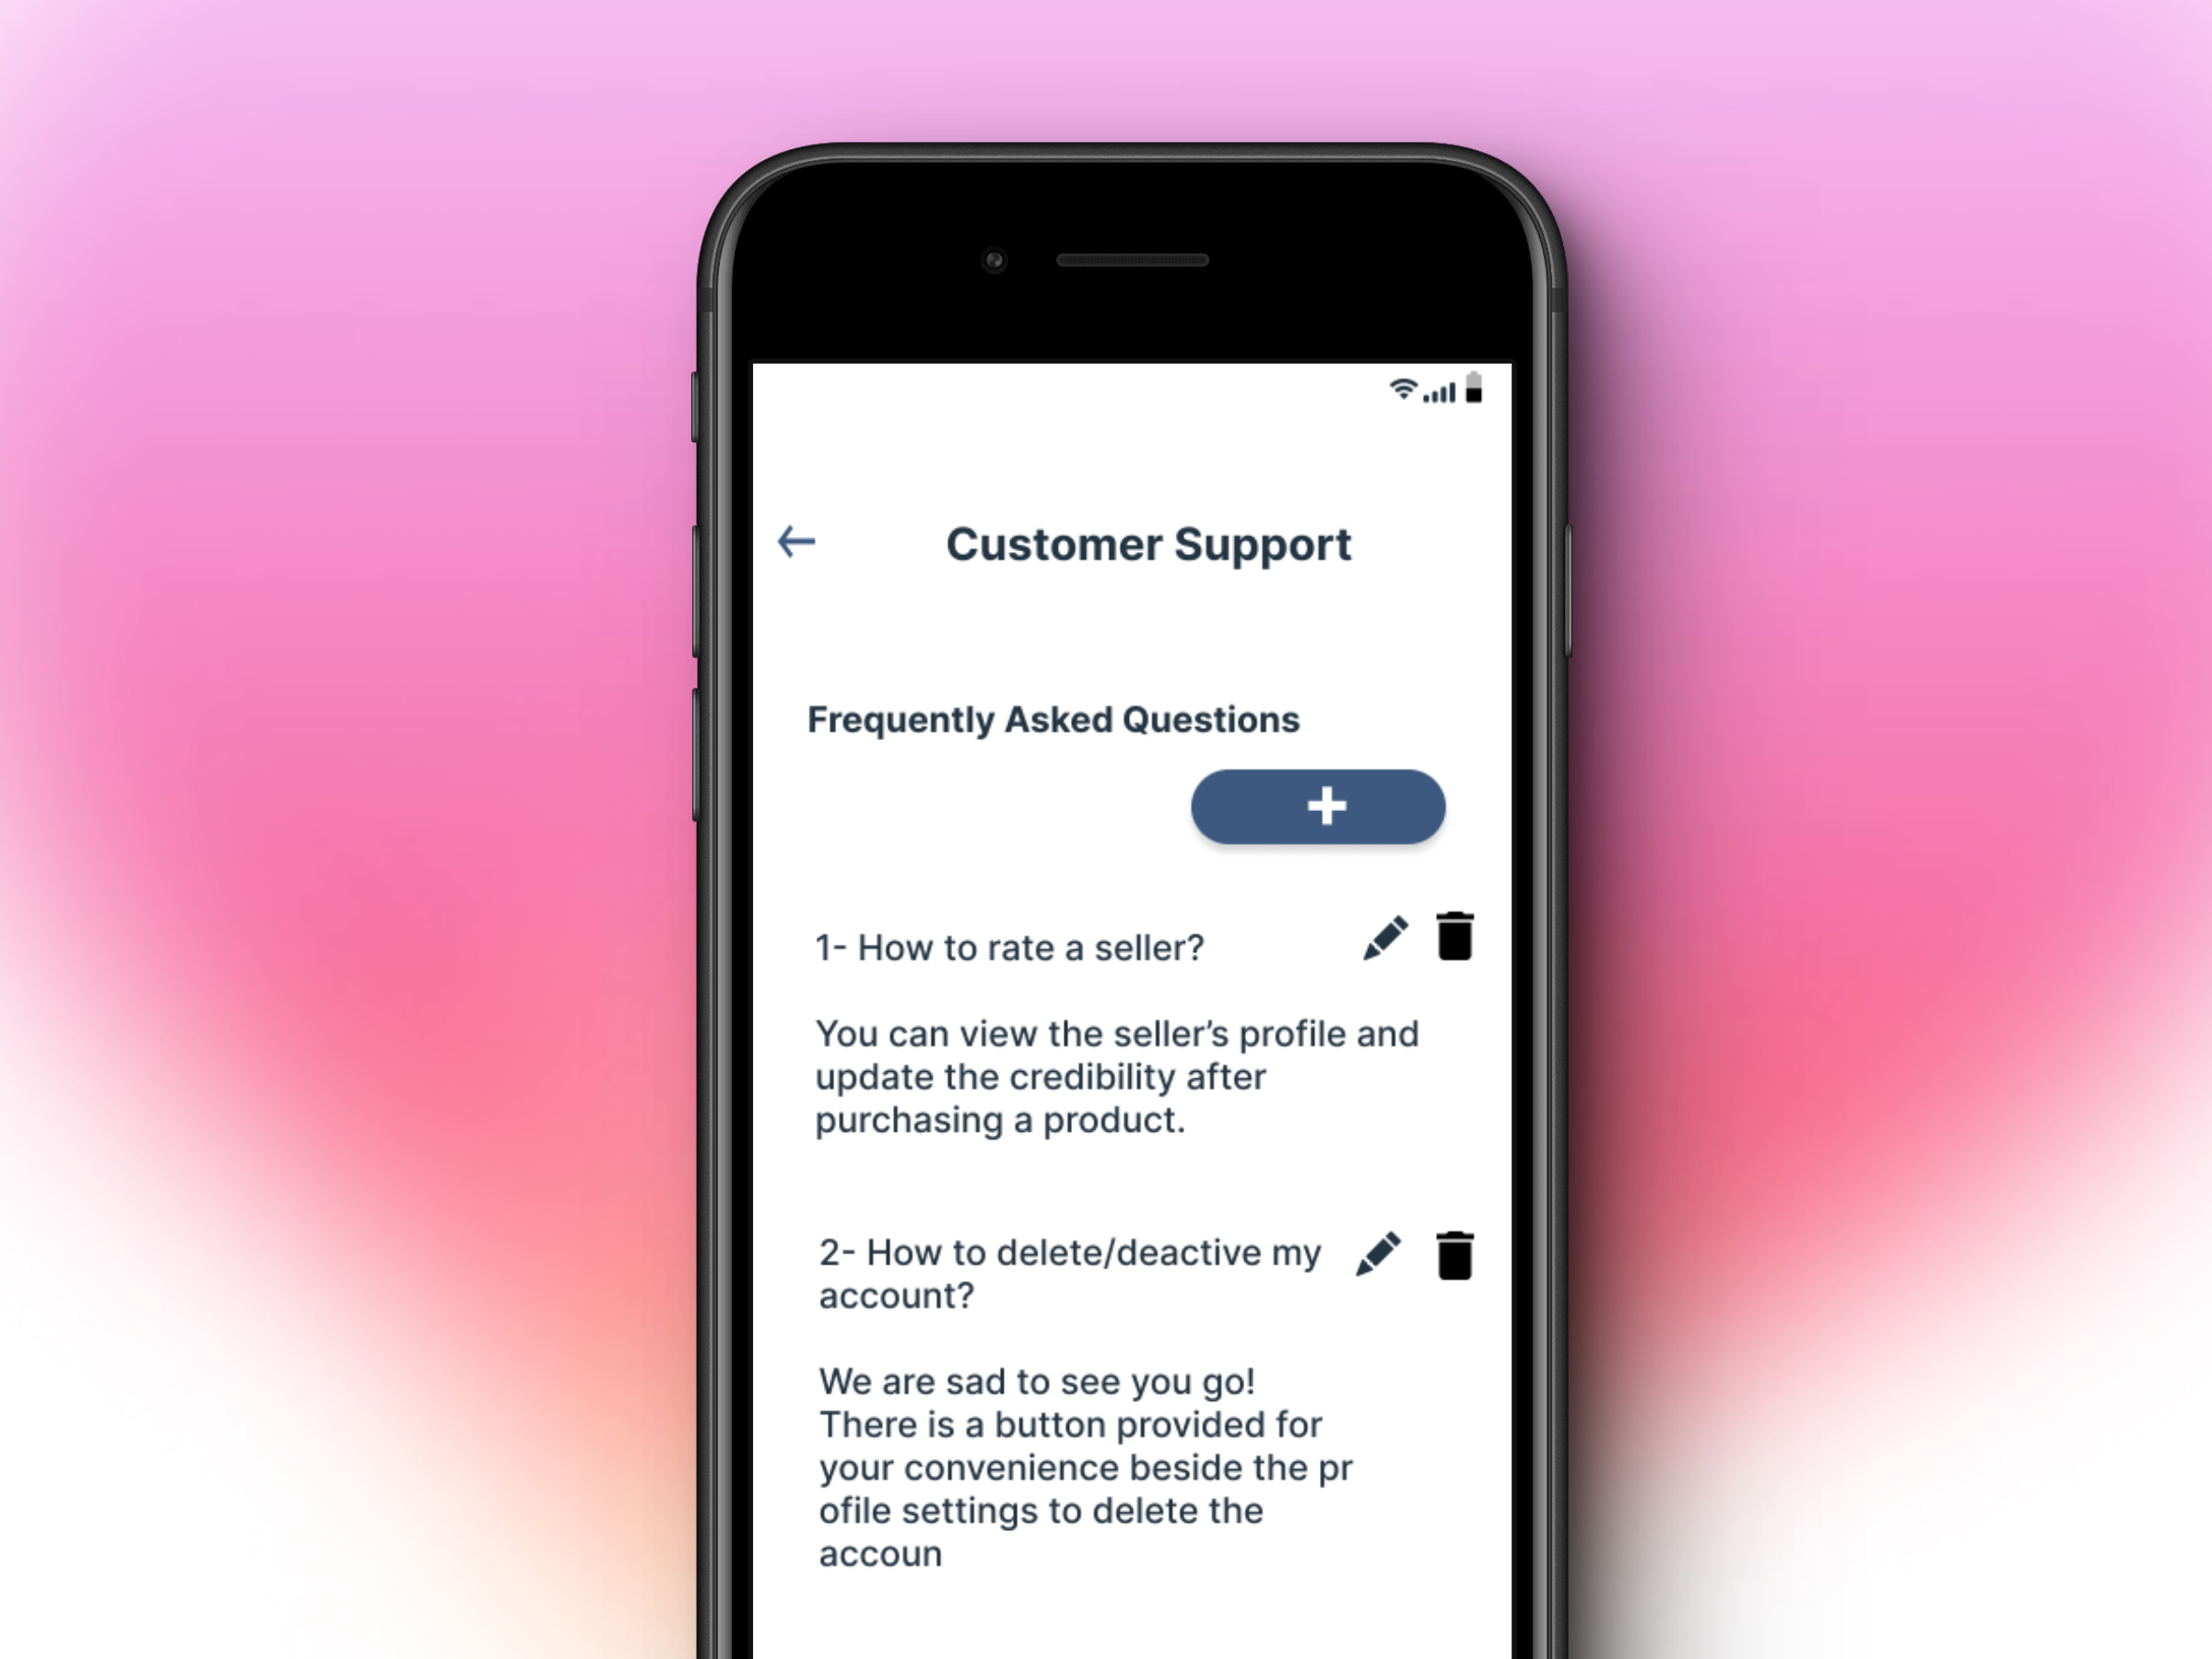 Customer Support
Frequently Asked Questions
1- How to rate a seller?
You can view the seller’s profile and
update the credibility after
purchasing a product.
2- How to delete/deactive my
account?
We are sad to see you go!
There is a button provided for
your convenience beside the pr
ofile settings to delete the
accoun